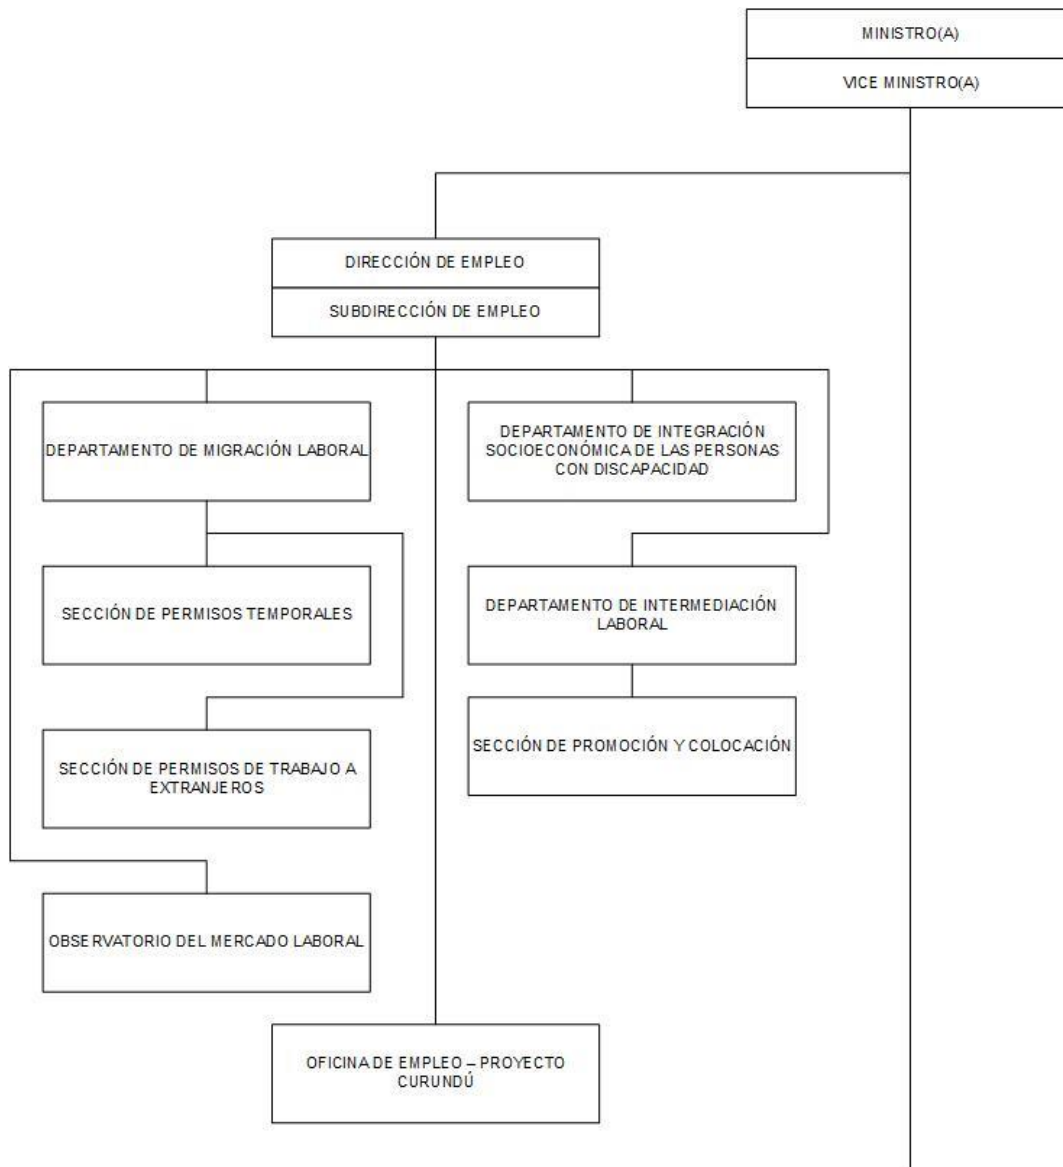 MINISTRO(A)
VICE MINISTRO(A)
DIRECCIÓN DE EMPLEO
SUBDIRECCIÓN DE EMPLEO
DEPARTAMENTO DE MIGRACIÓN LABORAL
DEPARTAMENTO DE INTEGRACIÓN
SOCIOECONÓMICA DE LAS PERSONAS
CON DISCAPACIDAD
SECCIÓN DE PERMISOS TEMPORALES
DEPARTAMENTO DE INTERMEDIACIÓN
LABORAL
SECCIÓN DE PERMISOS DE TRABAJO A
EXTRANJEROS
SECCIÓN DE PROMOCIÓN Y COLOCACIÓN
OBSERVATORIO DEL MERCADO LABORAL
OFICINA DE EMPLEO – PROYECTO
CURUNDÚ